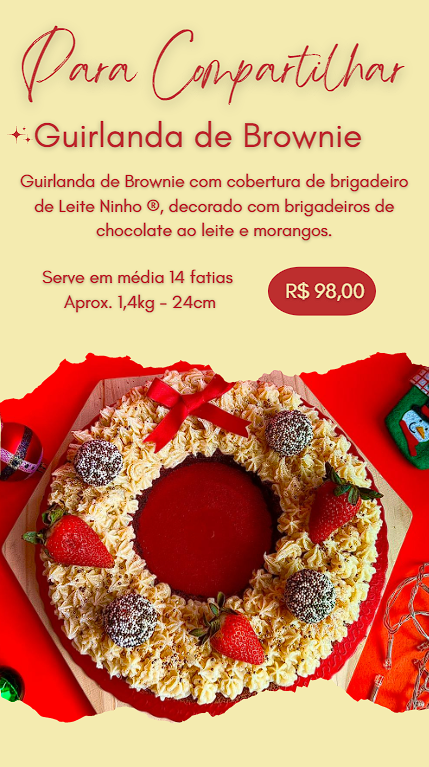 Para Compartilhar
Guirlanda de Brownie
Guirlanda de Brownie com cobertura de brigadeiro
de Leite Ninho ®, decorado com brigadeiros de
chocolate ao leite e morangos.
Serve em média 14 fatias
Aprox. 1,4kg - 24cm
R$ 98,00